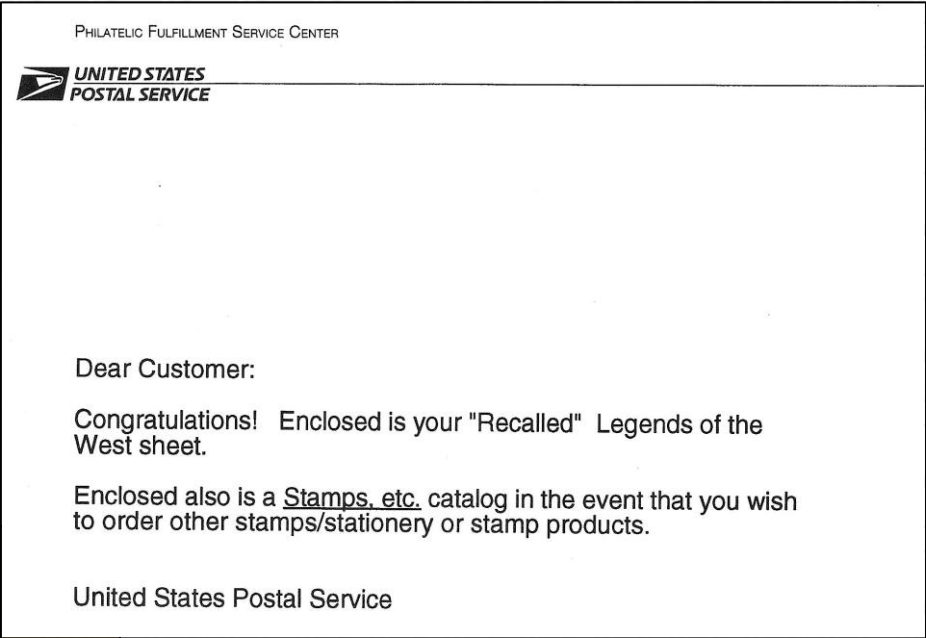 PHILATELIC FULFILLMENT SERVICE CENTER
UNITED STATES
POSTAL SERVICE
Dear Customer:
Congratulations!   Enclosed is your "Recalled"  Legends of the
West sheet.
Enclosed also is a Stamps, etc. catalog in the event that you wish
to order other stamps/stationery or stamp products.
United States Postal Service